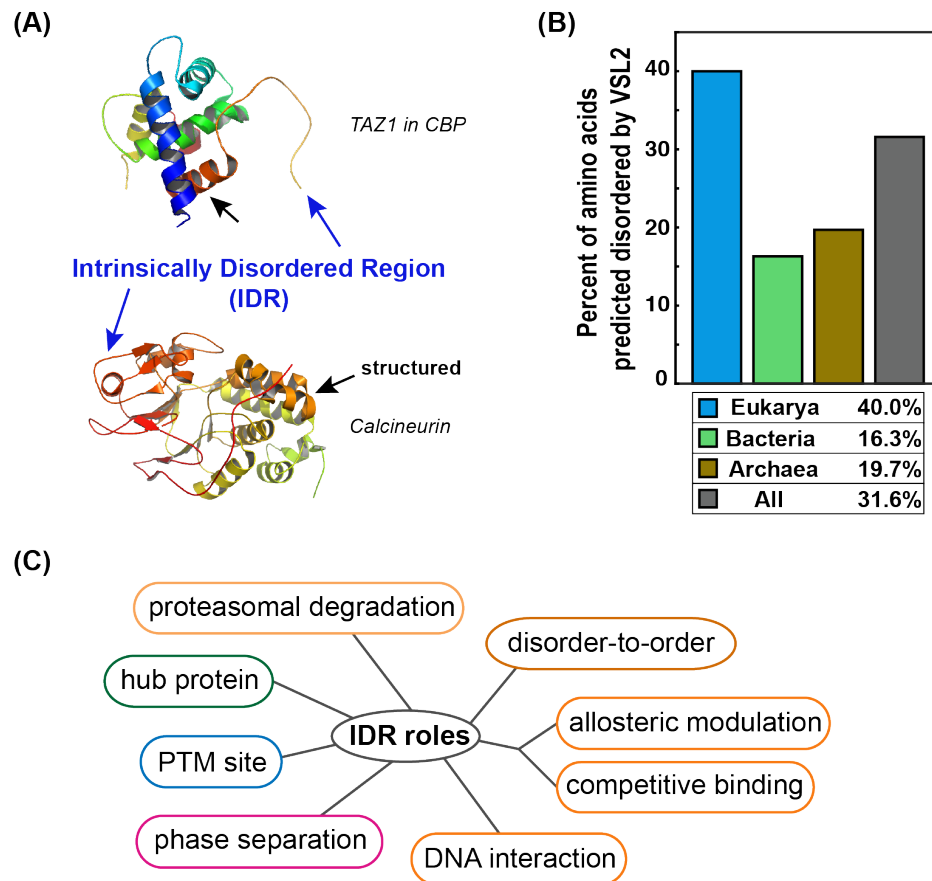 (A)
TAZ1 in CBP
Intrinsically Disordered Region
(IDR)
structured
Calcineurin
(B)
Percent of amino acids
predicted disordered by VSL2
40
30
20
10
0
Eukarya 40.0%
Bacteria 16.3%
Archaea 19.7%
All 31.6%
(C)
proteasomal degradation
disorder-to-order
hub protein
allosteric modulation
IDR roles
PTM site
competitive binding
phase separation
DNA interaction